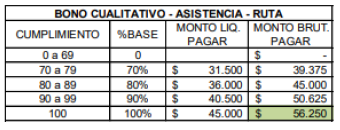 BONO CUALITATIVO - ASISTENCIA - RUTA
CUMPLIMIENTO %BASE MONTO LIQ. PAGAR MONTO BRUT. PAGAR
0 a 69 0 $ -
70 a 79 70% $ 31.500 $ 39.375
80 a 89 80% $ 36.000 $ 45.000
90 a 99 90% $ 40.500 $ 50.625
100 100% $ 45.000 $ 56.250